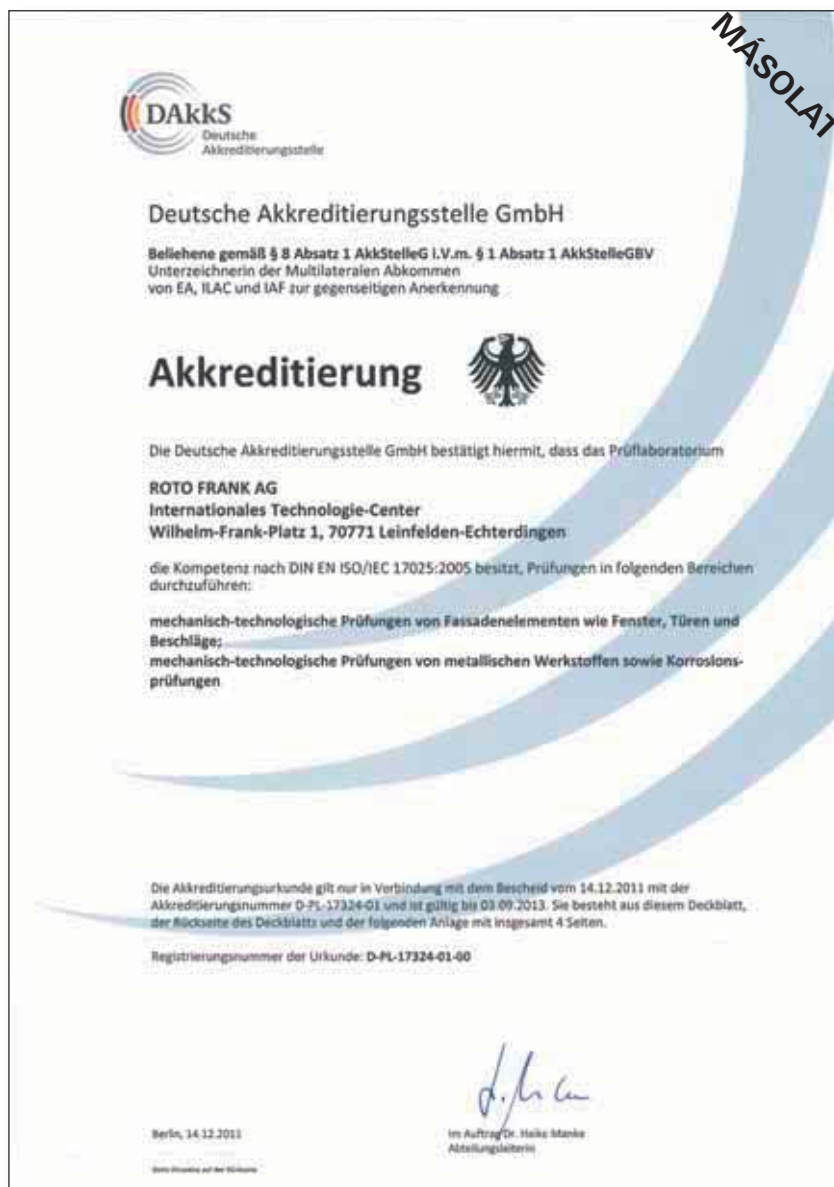 MÁSOLAT
DAkkS
Deutsche
Akkreditierungsstelle
Deutsche Akkreditierungsstelle GmbH
Beliehene gemäß § 8 Absatz 1 AkkStelleG i.V.m. § 1 Absatz 1 AkkStelleGBV
Unterzeichnerin der Multilateralen Abkommen
von EA, ILAC und IAF zur gegenseitigen Anerkennung
Akkreditierung
Die Deutsche Akkreditierungsstelle GmbH bestätigt hiermit, dass das Prüflaboratorium
ROTO FRANK AG
Internationales Technologie-Center
Wilhelm-Frank-Platz 1, 70771 Leinfelden-Echterdingen
die Kompetenz nach DIN EN ISO/IEC 17025:2005 besitzt, Prüfungen in folgenden Bereichen
durchzuführen:
mechanisch-technologische Prüfungen von Fassadenelementen wie Fenster, Türen und
Beschläge;
mechanisch-technologische Prüfungen von metallischen Werkstoffen sowie Korrosions-
prüfungen
Die Akkreditierungsurkunde gilt nur in Verbindung mit dem Bescheid vom 14.12.2011 mit der
Akkreditierungsnummer D-PL-17324-01 und ist gültig bis 03.09.2013. Sie besteht aus diesem Deckblatt,
der Rückseite des Deckblatts und der folgenden Anlage mit insgesamt 4 Seiten.
Registrierungsnummer der Urkunde: D-PL-17324-01-00
Berlin, 14.12.2011
Im Auftrag Dr. Heike Manke
Abteilungsleiterin
Siehe Hinweise auf der Rückseite